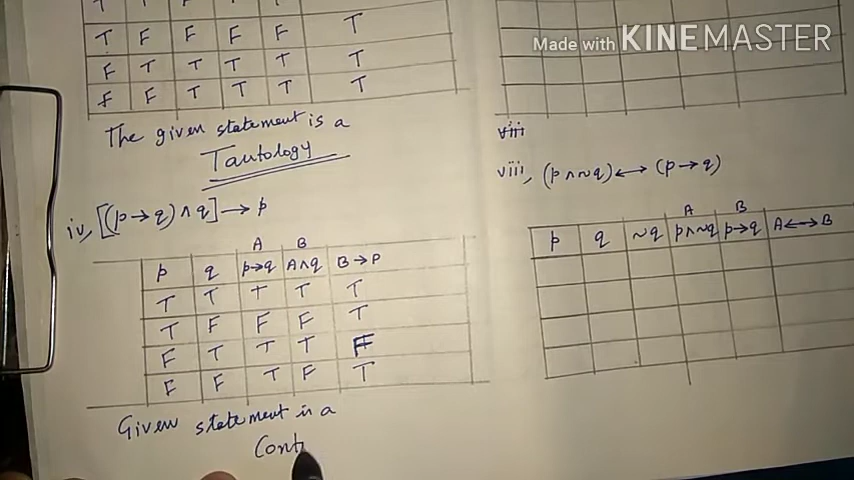 T F F F F T
F T T T T T
F F T T T T
The given statement is a
Tautology
iv, [(p→q)∧q]→p
A B
p q p→q A∧q B→P
T T T T T
T F F F T
F T T T F
F F T F T
Given statement is a
Cont
Made with KINEMASTER
viii
viii, (p∧~q)↔(p→q)
A B
p q ~q p∧~q p→q A↔B